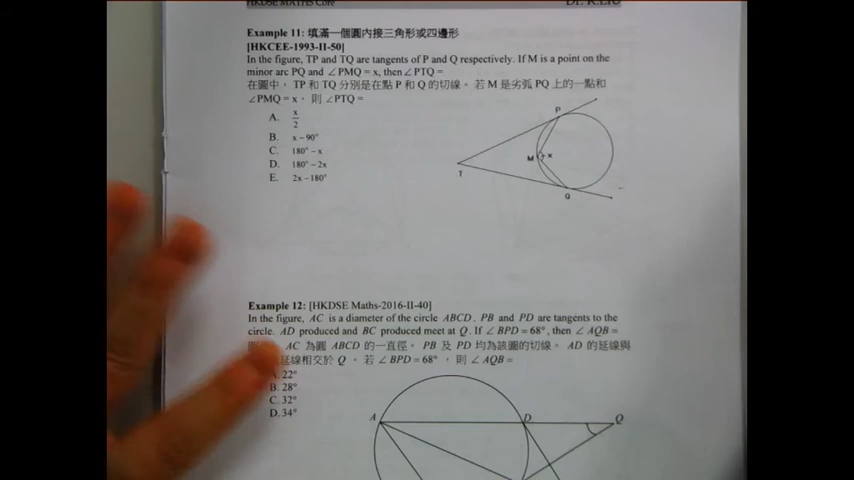 HKDSE MATHS Core Dr. R.LIU
Example 11: 填滿一個圓內接三角形或四邊形
[HKCEE-1993-II-50]
In the figure, TP and TQ are tangents of P and Q respectively. If M is a point on the
minor arc PQ and ∠PMQ = x, then∠PTQ =
在圖中， TP 和 TQ 分別是在點 P 和 Q 的切線。 若 M 是劣弧 PQ 上的一點和
∠PMQ = x， 則 ∠PTQ =
A. x/2
B. x – 90°
C. 180° – x
D. 180° – 2x
E. 2x – 180°
P
M x
T
Q
Example 12: [HKDSE Maths-2016-II-40]
In the figure, AC is a diameter of the circle ABCD. PB and PD are tangents to the
circle. AD produced and BC produced meet at Q. If ∠ BPD = 68°, then ∠ AQB =
AC 為圓 ABCD 的一直徑。 PB 及 PD 均為該圓的切線。 AD 的延線與
延線相交於 Q 。 若 ∠ BPD = 68° ， 則 ∠ AQB =
22°
B. 28°
C. 32°
D. 34°
A D Q